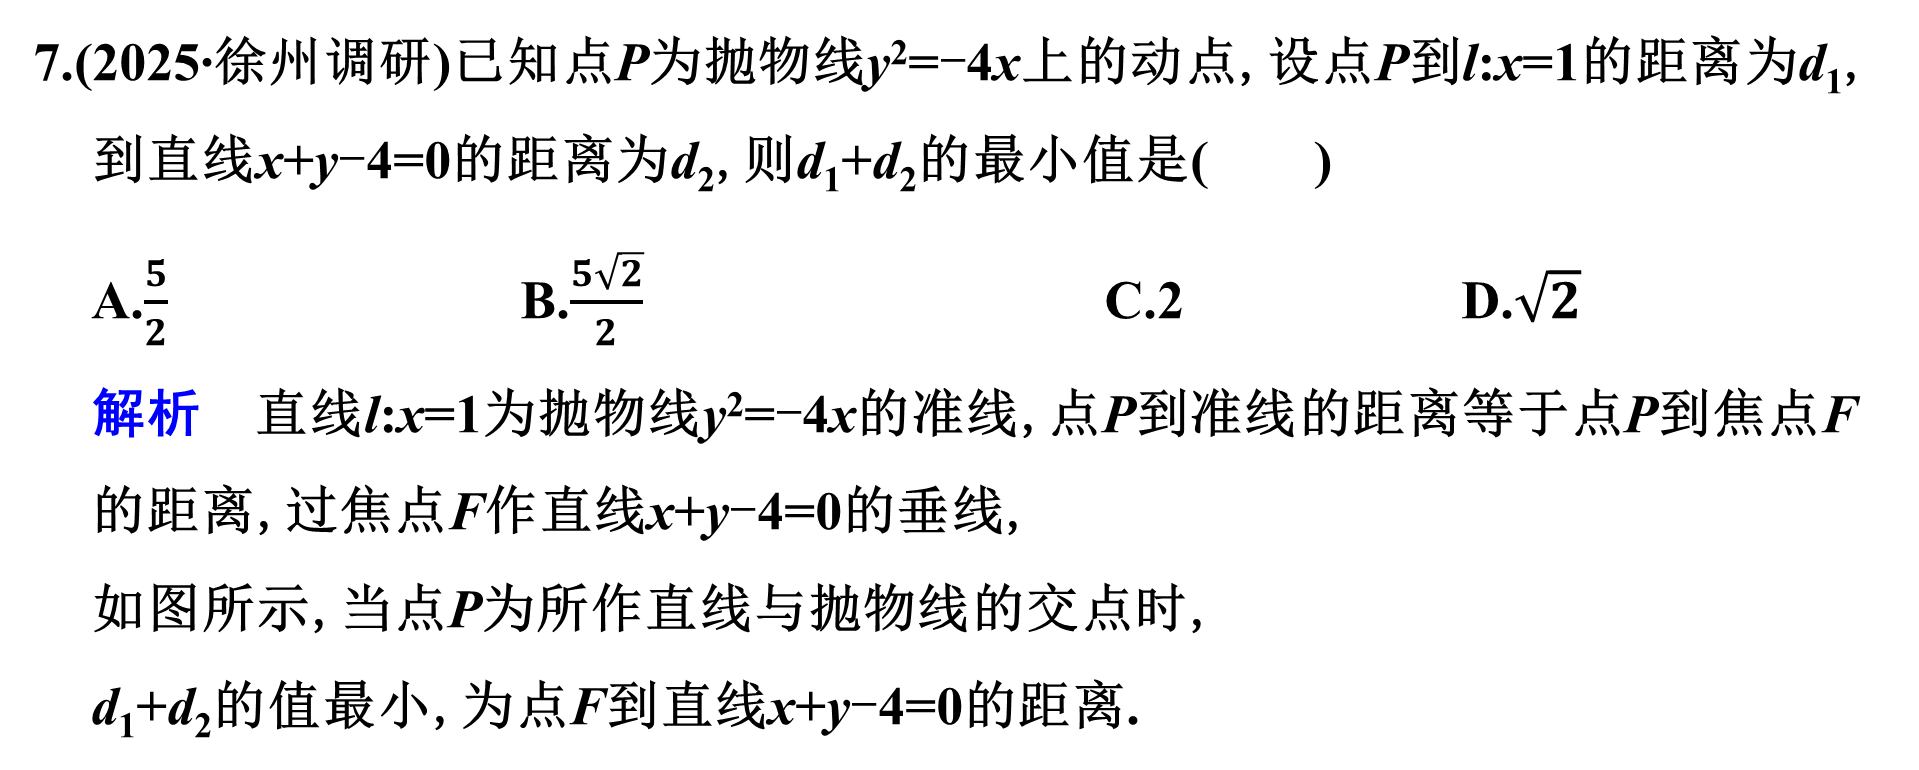 7.(2025·徐州调研)已知点P为抛物线y²=−4x上的动点, 设点P到l:x=1的距离为d₁,
到直线x+y−4=0的距离为d₂, 则d₁+d₂的最小值是(　　)
A.5/2　B.5√2/2　C.2　D.√2
解析　直线l:x=1为抛物线y²=−4x的准线, 点P到准线的距离等于点P到焦点F
的距离, 过焦点F作直线x+y−4=0的垂线,
如图所示, 当点P为所作直线与抛物线的交点时,
d₁+d₂的值最小, 为点F到直线x+y−4=0的距离.